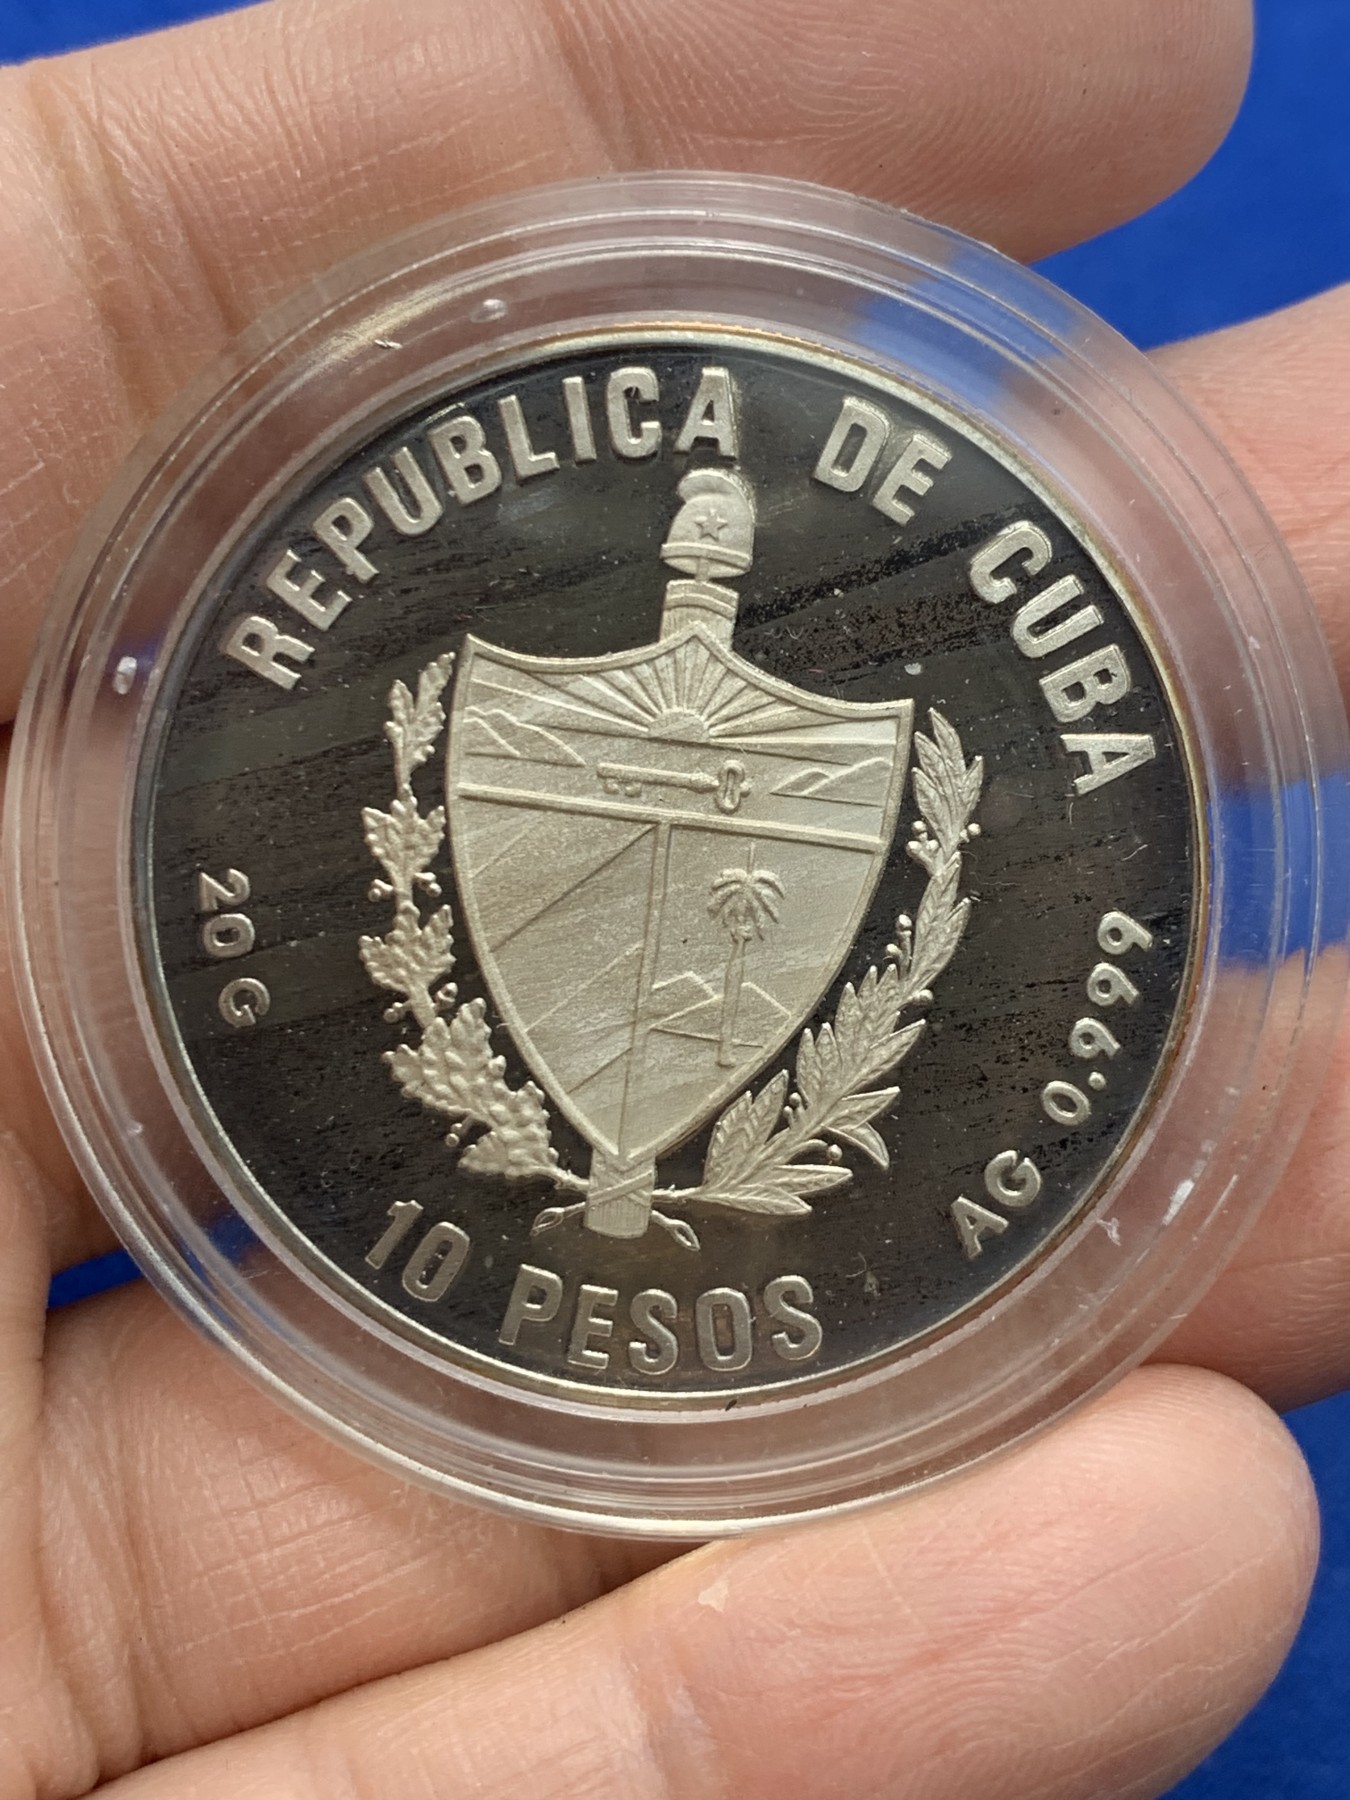 REPUBLICA DE CUBA
20 G
AG 0.999
10 PESOS